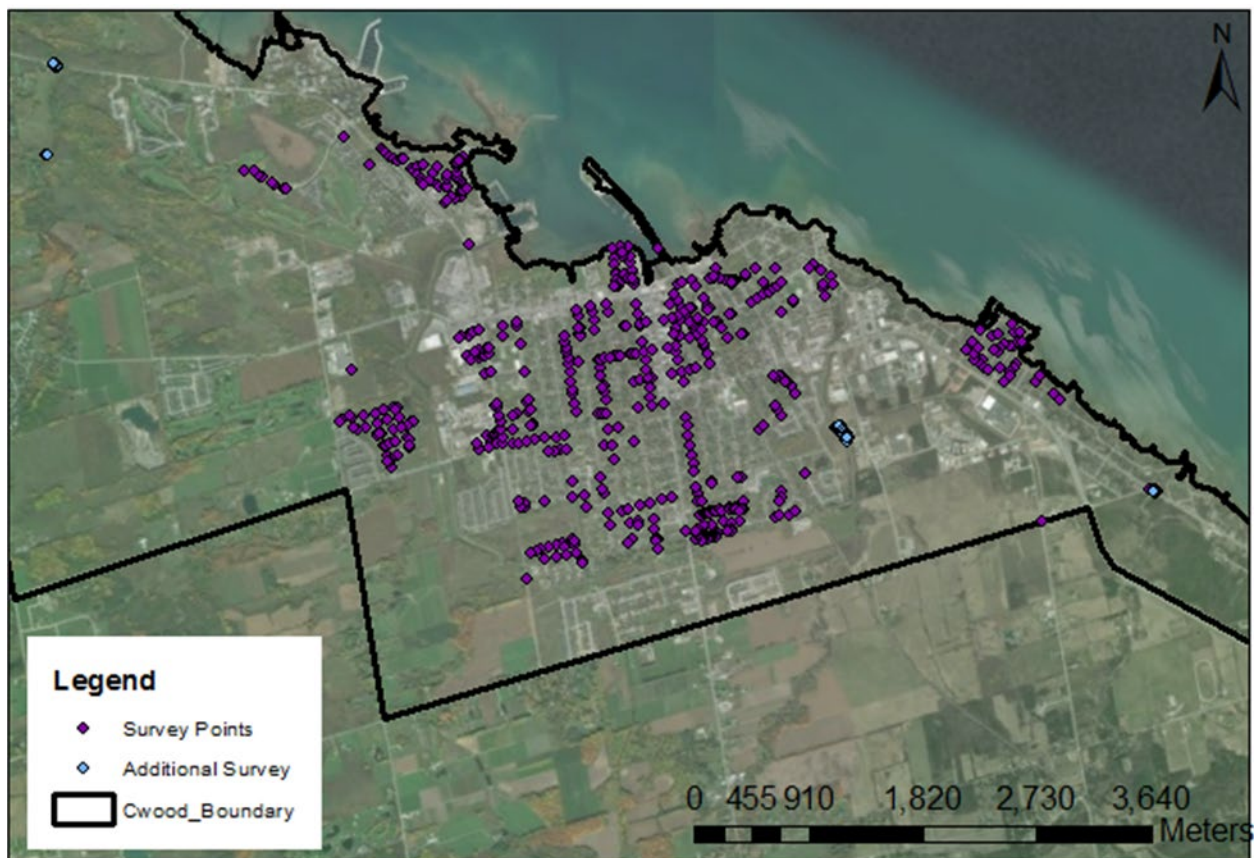 N
Legend
Survey Points
Additional Survey
Cwood_Boundary
0 455 910 1,820 2,730 3,640
Meters